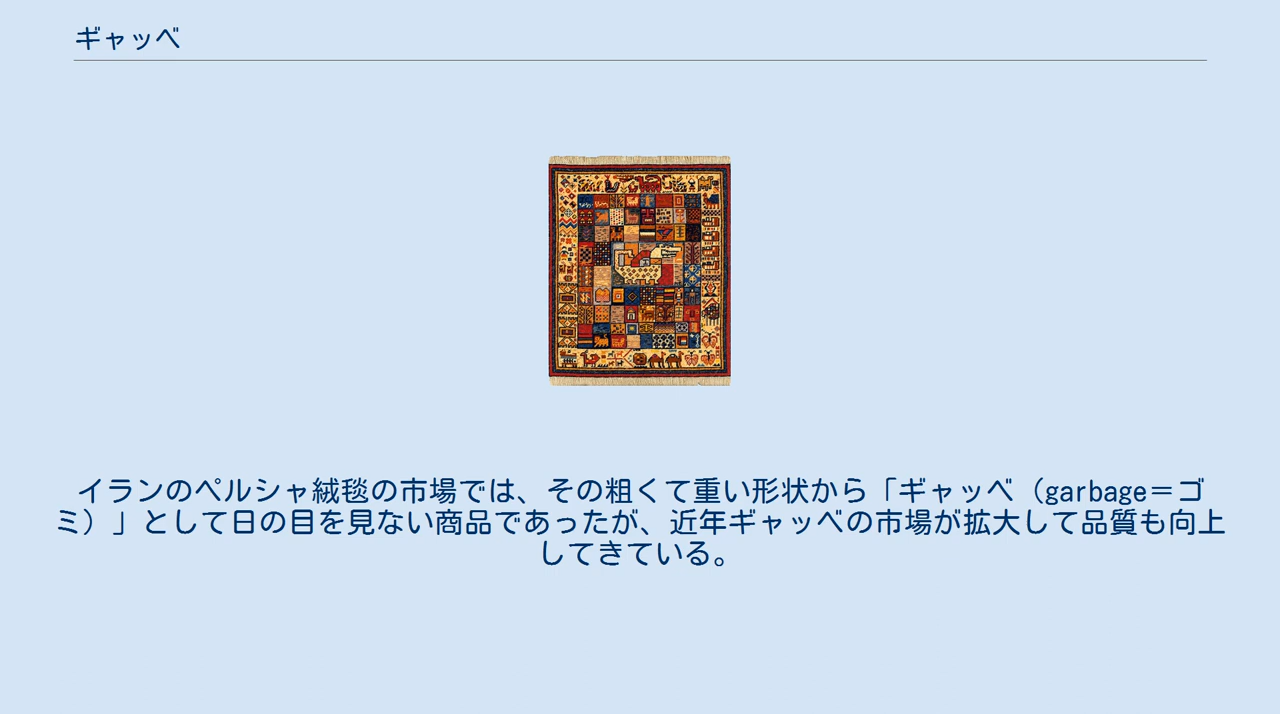 ギャッベ
イランのペルシャ絨毯の市場では、その粗くて重い形状から「ギャッベ（garbage＝ゴ
ミ）」として日の目を見ない商品であったが、近年ギャッベの市場が拡大して品質も向上
してきている。